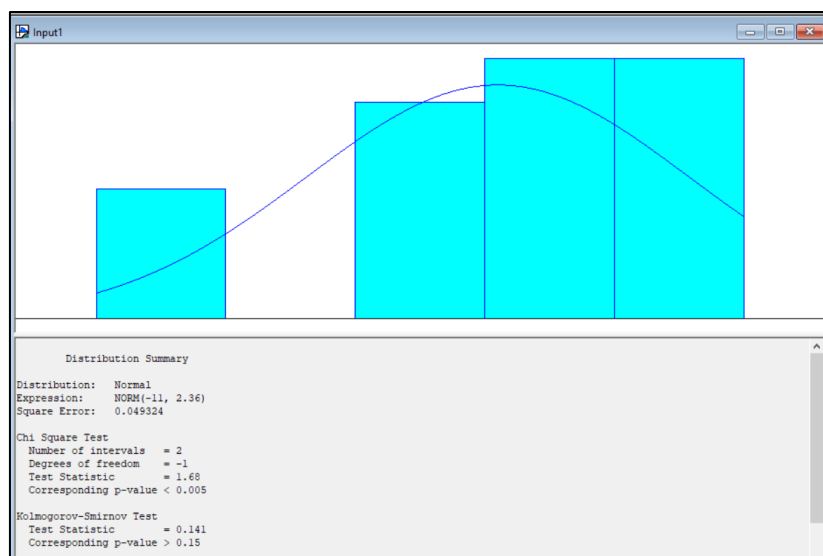 Input1
Distribution Summary
Distribution: Normal
Expression: NORM(-11, 2.36)
Square Error: 0.049324
Chi Square Test
Number of intervals = 2
Degrees of freedom = -1
Test Statistic = 1.68
Corresponding p-value < 0.005
Kolmogorov-Smirnov Test
Test Statistic = 0.141
Corresponding p-value > 0.15